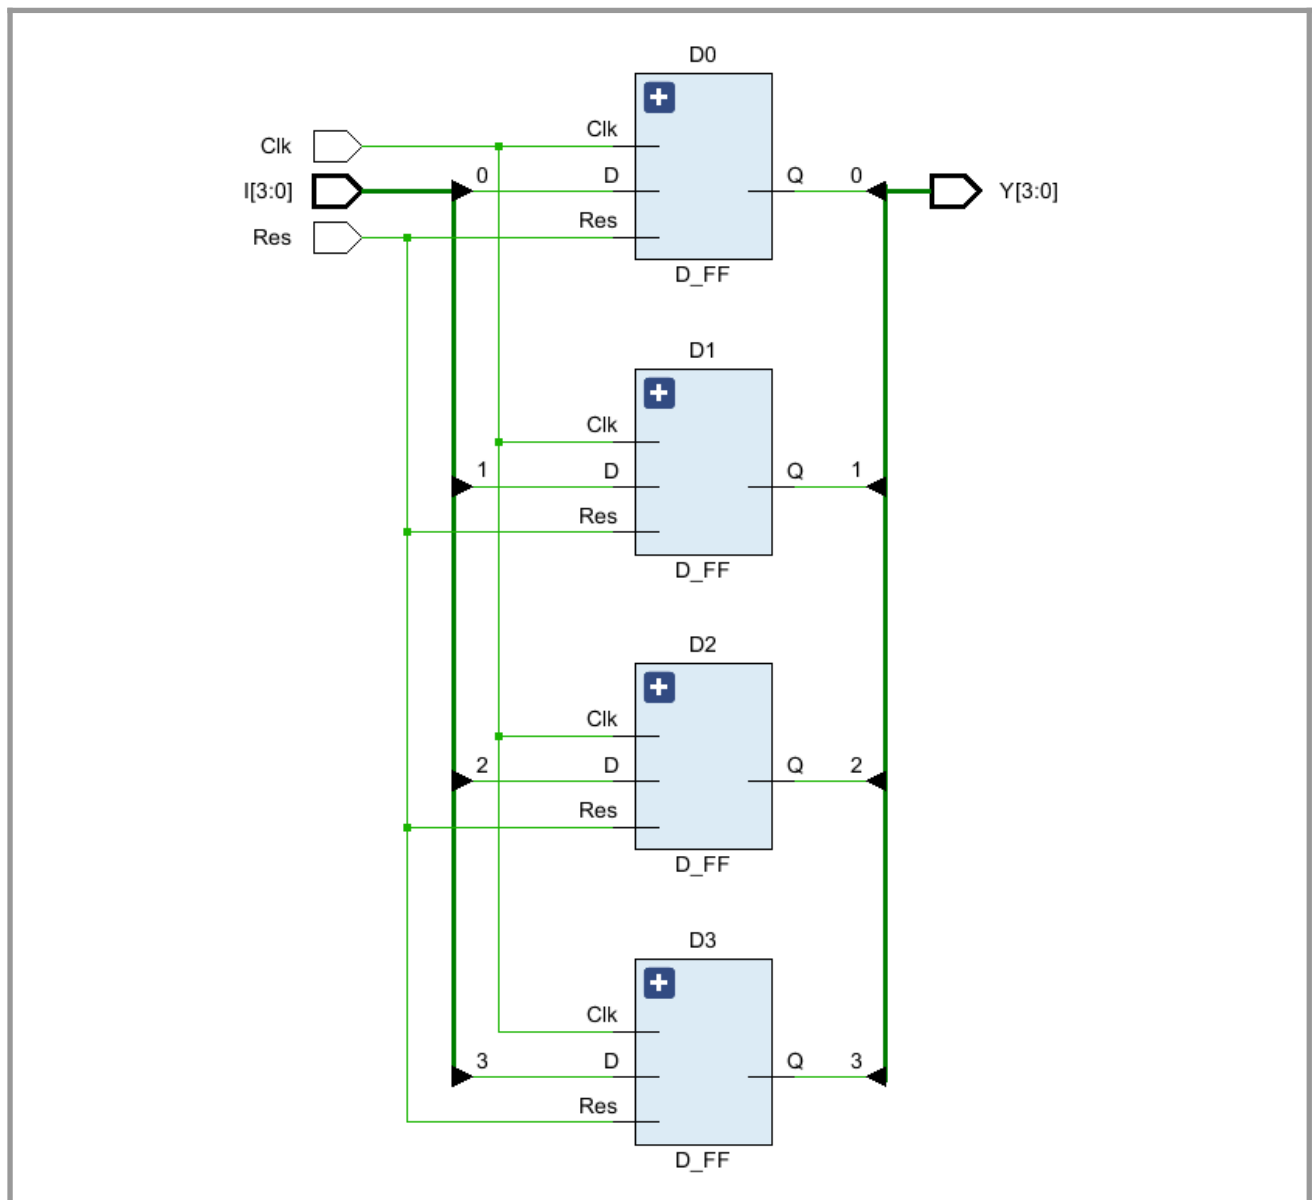 D0
Clk
Clk
I[3:0]
0
D
Q
0
Y[3:0]
Res
Res
D_FF
D1
Clk
1
D
Q
1
Res
D_FF
D2
Clk
2
D
Q
2
Res
D_FF
D3
Clk
3
D
Q
3
Res
D_FF